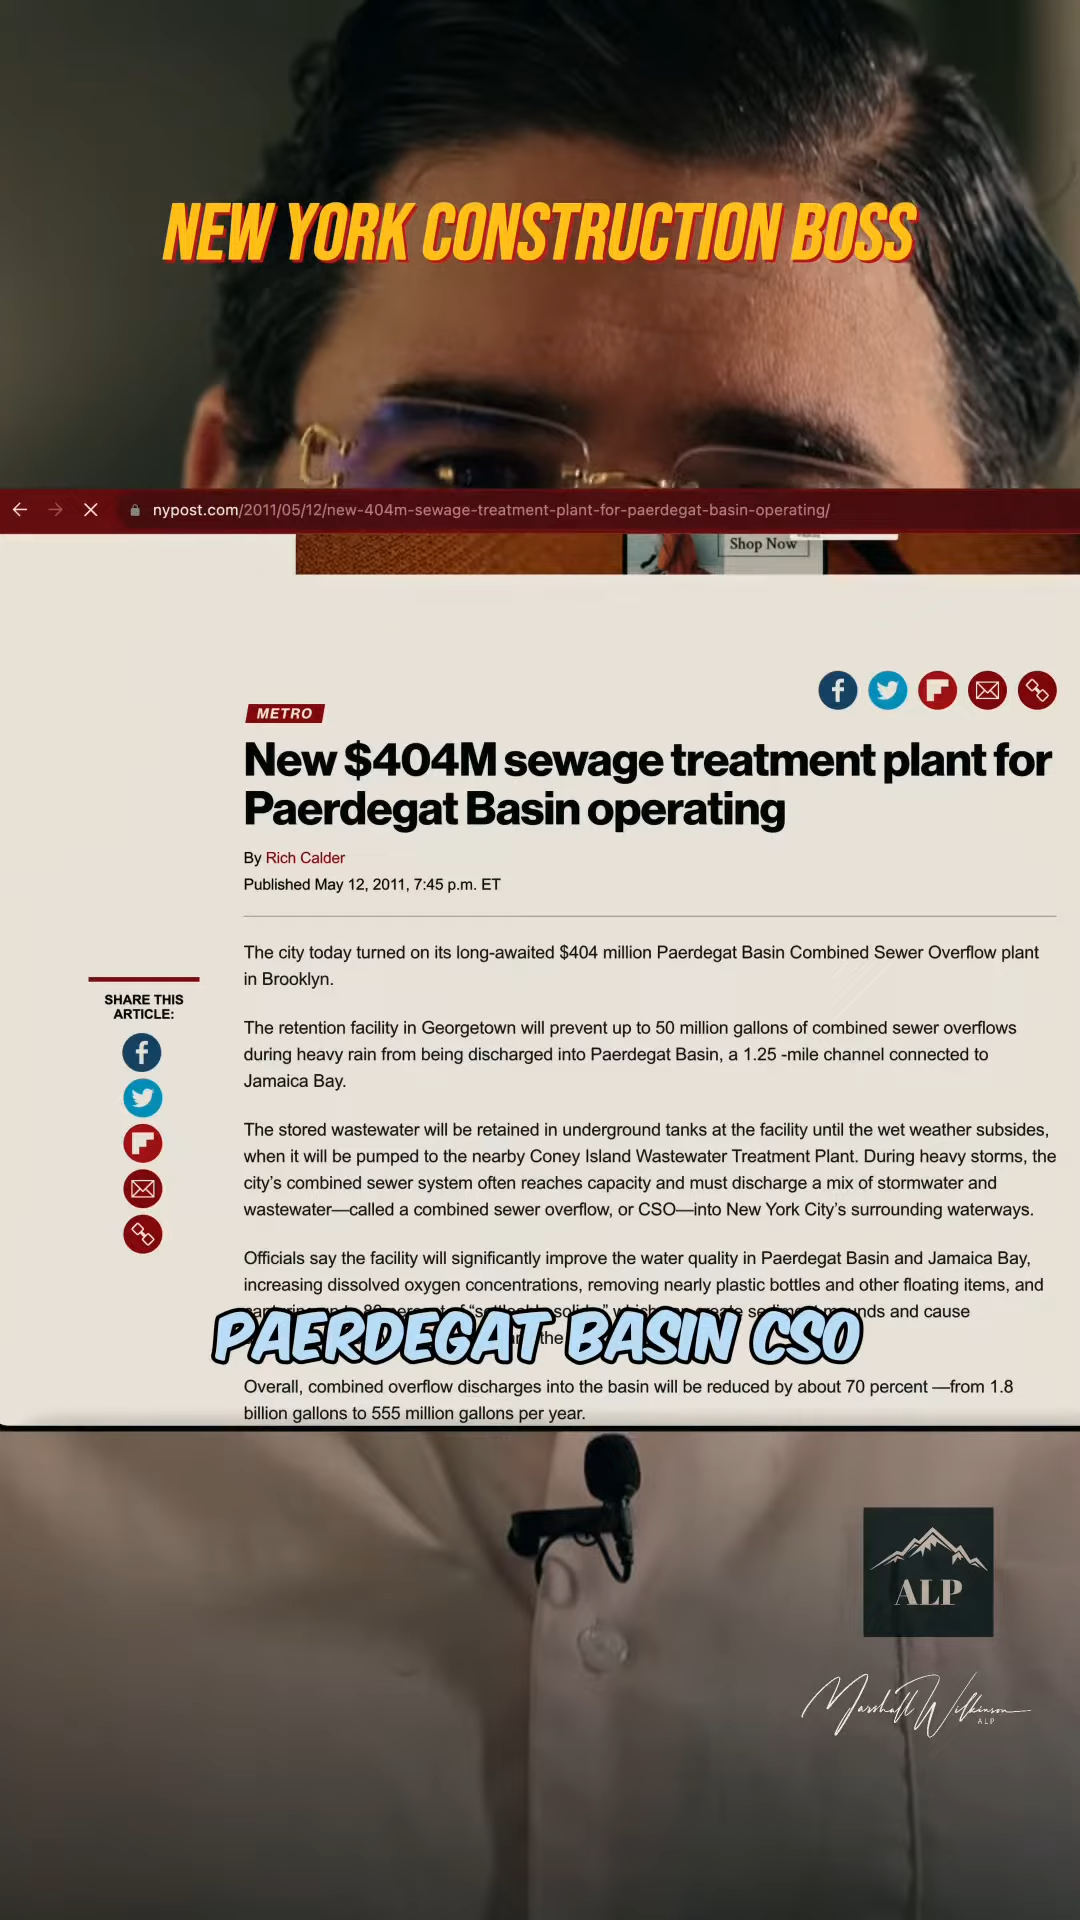 NEW YORK CONSTRUCTION BOSS
nypost.com/2011/05/12/new-404m-sewage-treatment-plant-for-paerdegat-basin-operating/
Shop Now
METRO
New $404M sewage treatment plant for
Paerdegat Basin operating
By Rich Calder
Published May 12, 2011, 7:45 p.m. ET
The city today turned on its long-awaited $404 million Paerdegat Basin Combined Sewer Overflow plant
in Brooklyn.
SHARE THIS
ARTICLE:
The retention facility in Georgetown will prevent up to 50 million gallons of combined sewer overflows
during heavy rain from being discharged into Paerdegat Basin, a 1.25 -mile channel connected to
Jamaica Bay.
The stored wastewater will be retained in underground tanks at the facility until the wet weather subsides,
when it will be pumped to the nearby Coney Island Wastewater Treatment Plant. During heavy storms, the
city's combined sewer system often reaches capacity and must discharge a mix of stormwater and
wastewater—called a combined sewer overflow, or CSO—into New York City's surrounding waterways.
Officials say the facility will significantly improve the water quality in Paerdegat Basin and Jamaica Bay,
increasing dissolved oxygen concentrations, removing nearly plastic bottles and other floating items, and
sediment mounds and cause
the
PAERDEGAT BASIN CSO
Overall, combined overflow discharges into the basin will be reduced by about 70 percent —from 1.8
billion gallons to 555 million gallons per year.
ALP
Marshall Wilkinson
ALP